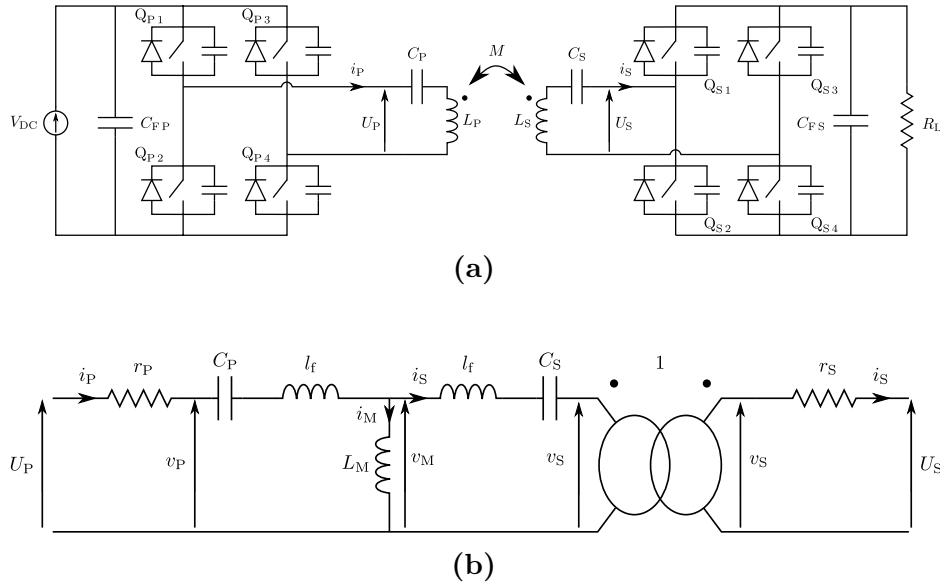 Q_P1 Q_P3
C_P M C_S
i_P i_S
Q_S1 Q_S3
V_DC C_FP U_P L_P L_S U_S C_FS R_L
Q_P2 Q_P4
Q_S2 Q_S4
(a)
C_P l_f l_f C_S 1
i_P r_P i_S r_S i_S
i_M
U_P v_P L_M v_M v_S v_S U_S
(b)